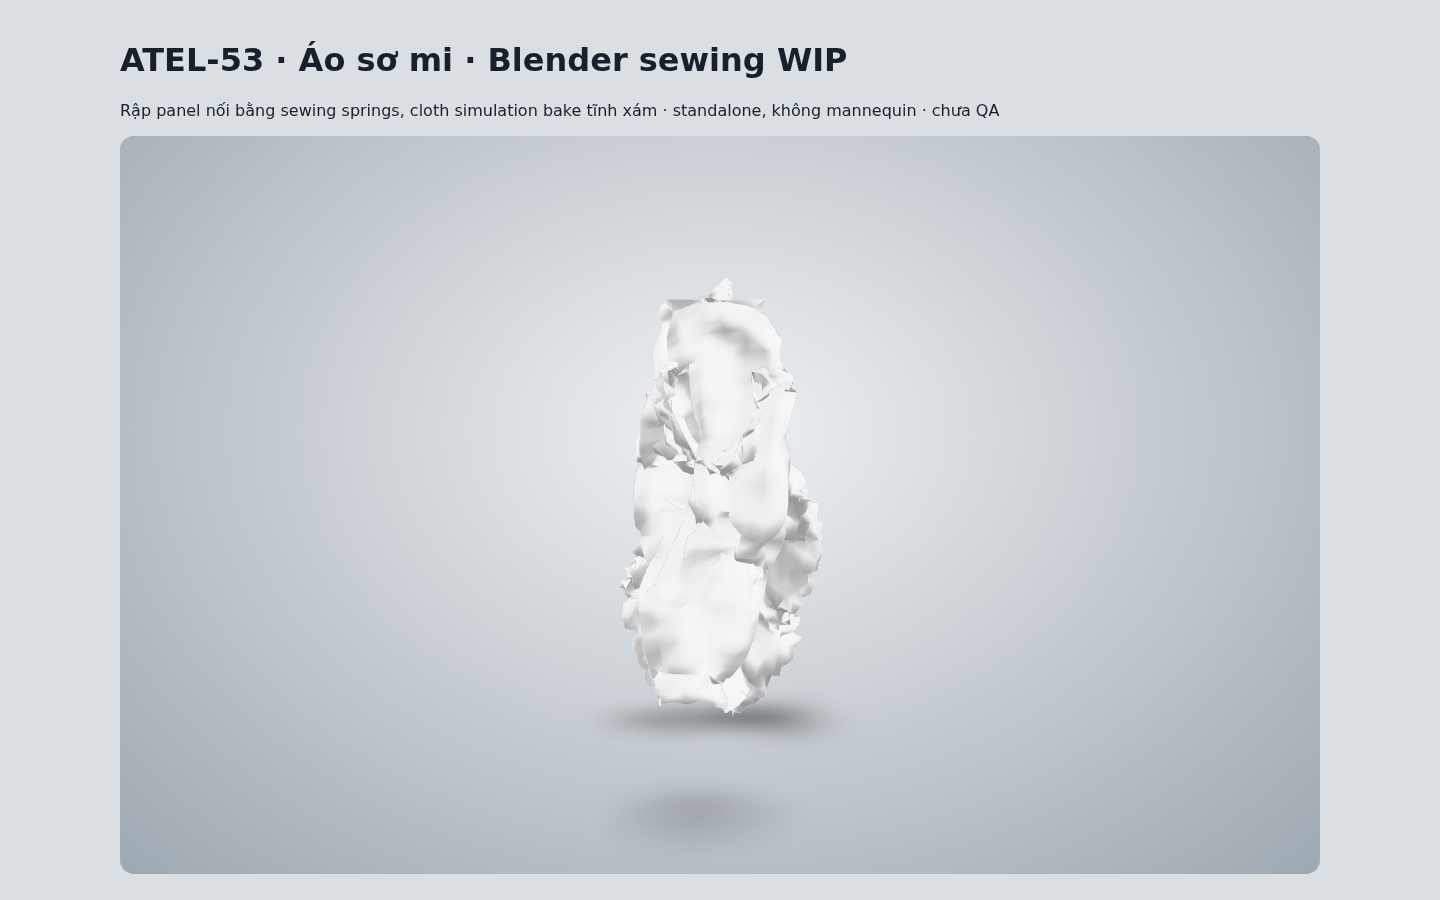 ATEL-53 · Áo sơ mi · Blender sewing WIP
Rập panel nối bằng sewing springs, cloth simulation bake tĩnh xám · standalone, không mannequin · chưa QA